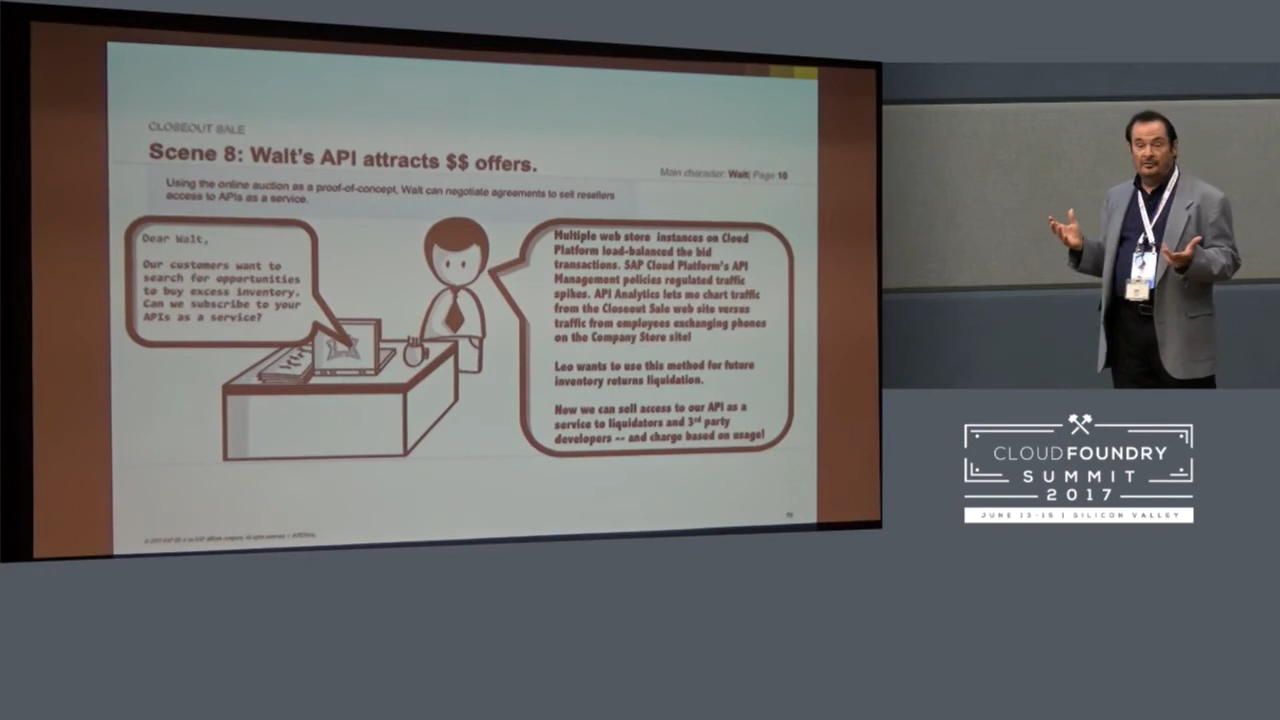 CLOSEOUT SALE
Scene 8: Walt's API attracts $$ offers.
Main character: Walt| Page 10
Using the online auction as a proof-of-concept, Walt can negotiate agreements to sell resellers
access to APIs as a service.
Dear Walt,
Our customers want to
search for opportunities
to buy excess inventory.
Can we subscribe to your
APIs as a service?
Multiple web store instances on Cloud
Platform load-balanced the bid
transactions. SAP Cloud Platform's API
Management policies regulated traffic
spikes. API Analytics lets me chart traffic
from the Closeout Sale web site versus
traffic from employees exchanging phones
on the Company Store site!
Leo wants to use this method for future
inventory returns liquidation.
Now we can sell access to our API as a
service to liquidators and 3rd party
developers -- and charge based on usage!
CLOUDFOUNDRY
SUMMIT
2017
JUNE 13-15 | SILICON VALLEY